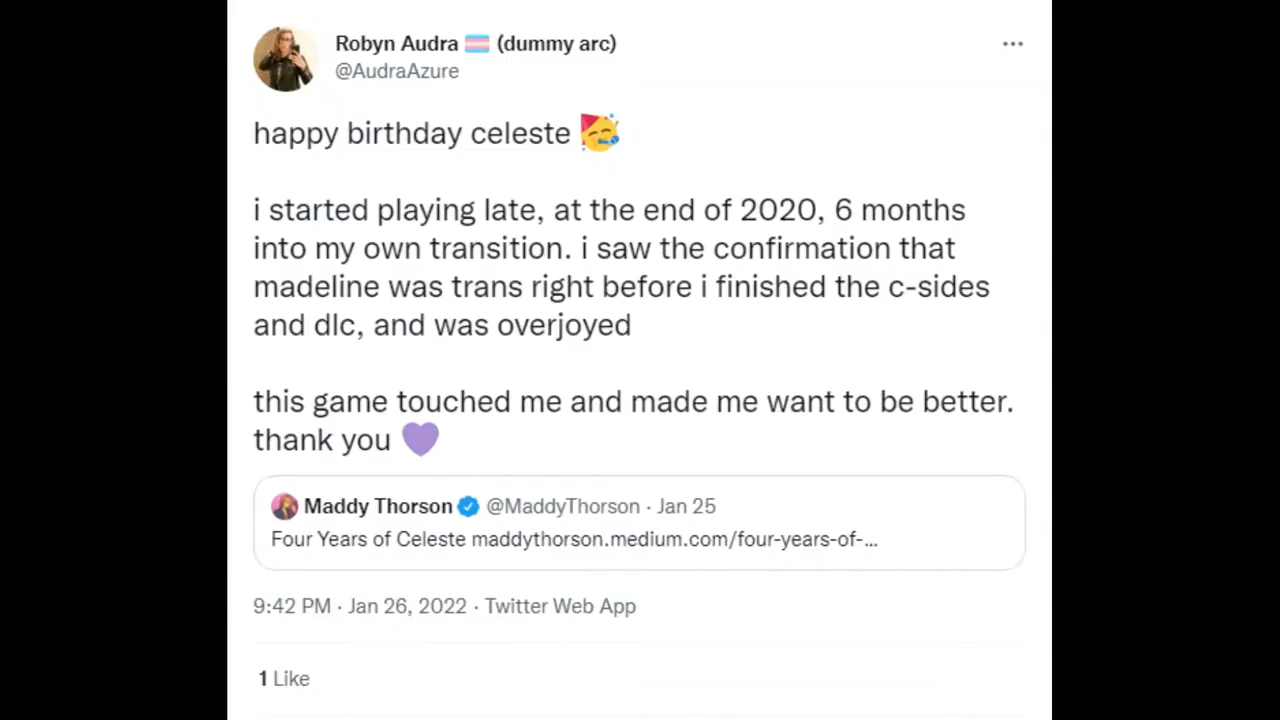 Robyn Audra 🏳️‍⚧️ (dummy arc)
@AudraAzure
happy birthday celeste 🥳
i started playing late, at the end of 2020, 6 months
into my own transition. i saw the confirmation that
madeline was trans right before i finished the c-sides
and dlc, and was overjoyed
this game touched me and made me want to be better.
thank you 💜
Maddy Thorson @MaddyThorson · Jan 25
Four Years of Celeste maddythorson.medium.com/four-years-of-...
9:42 PM · Jan 26, 2022 · Twitter Web App
1 Like